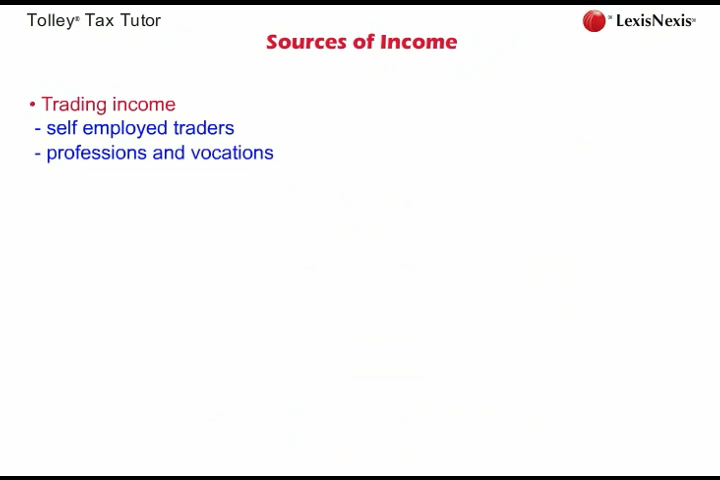 Tolley® Tax Tutor
LexisNexis®
Sources of Income
• Trading income
- self employed traders
- professions and vocations